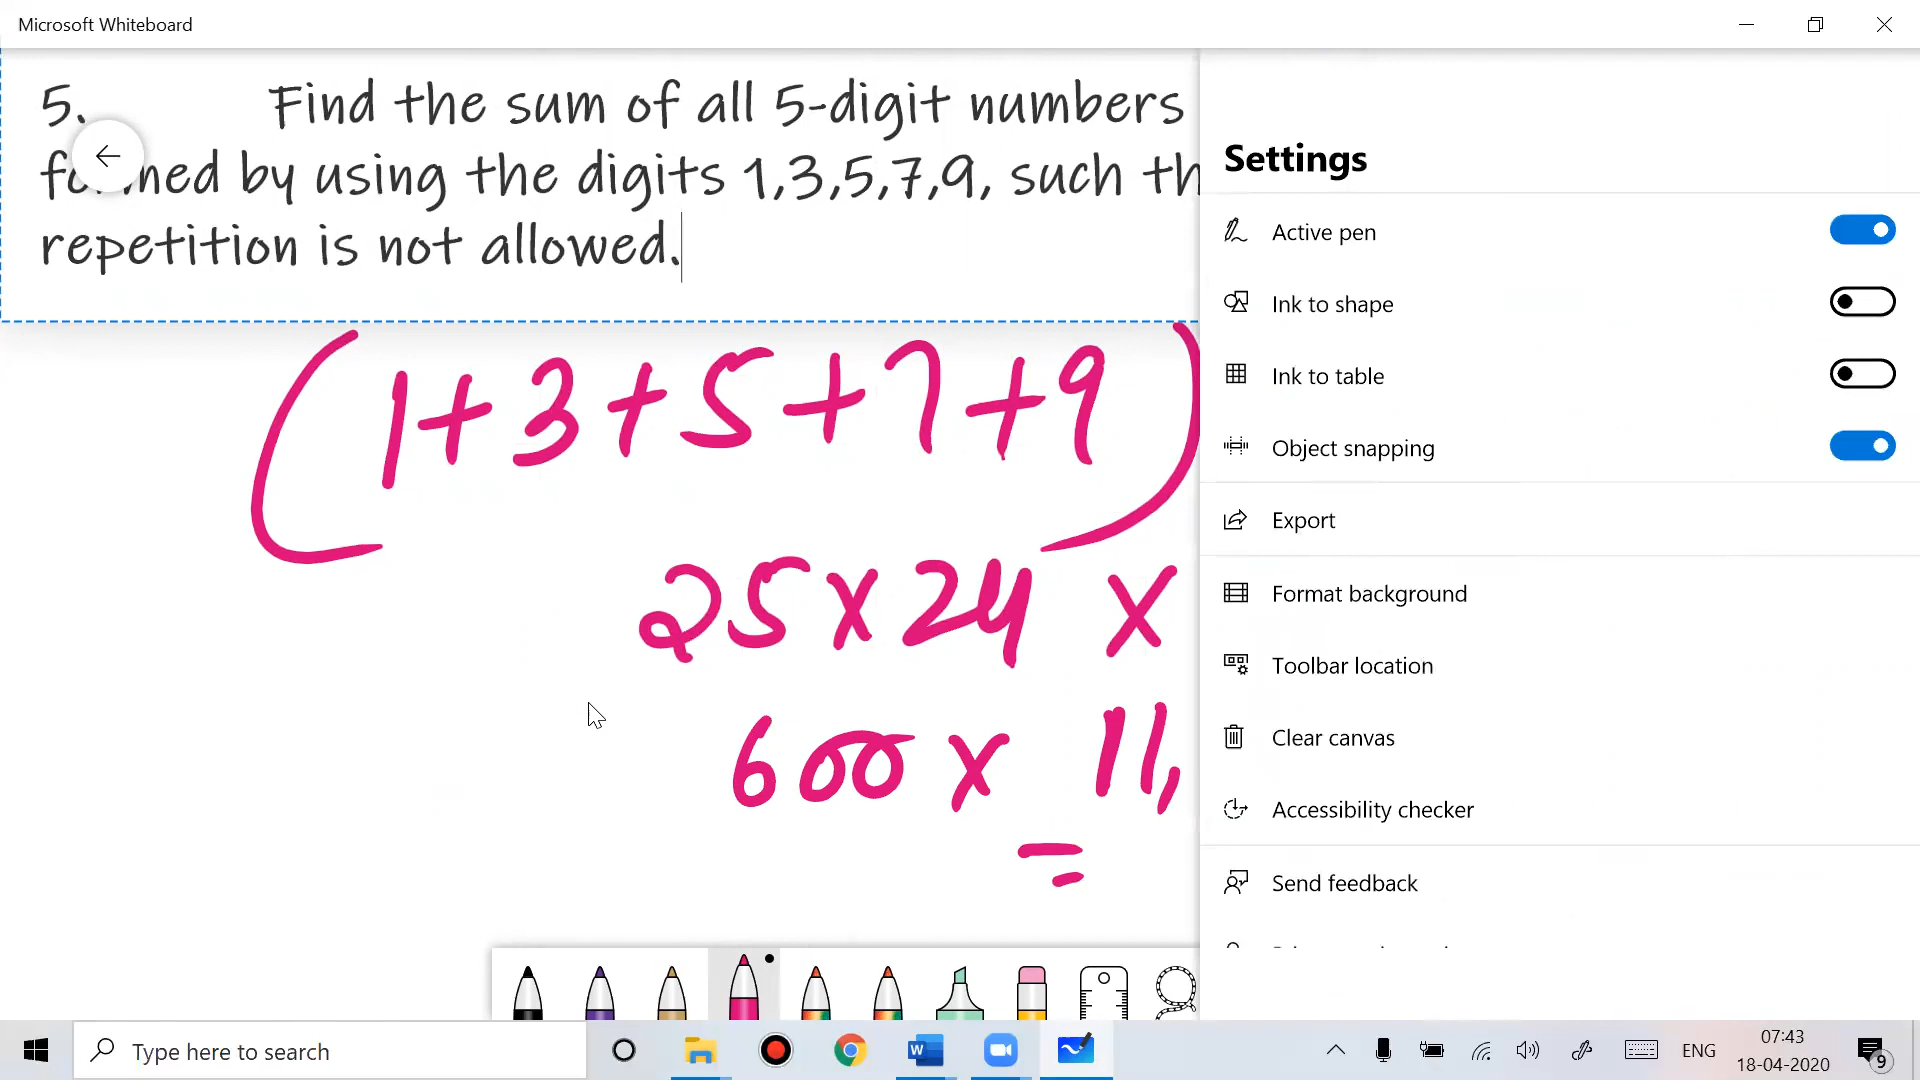 Microsoft Whiteboard
5. Find the sum of all 5-digit numbers
formed by using the digits 1,3,5,7,9, such th
repetition is not allowed.
(1+3+5+7+9)
25x24 x
600 x 11,
=
Settings
Active pen
Ink to shape
Ink to table
Object snapping
Export
Format background
Toolbar location
Clear canvas
Accessibility checker
Send feedback
Type here to search
ENG
07:43
18-04-2020
9